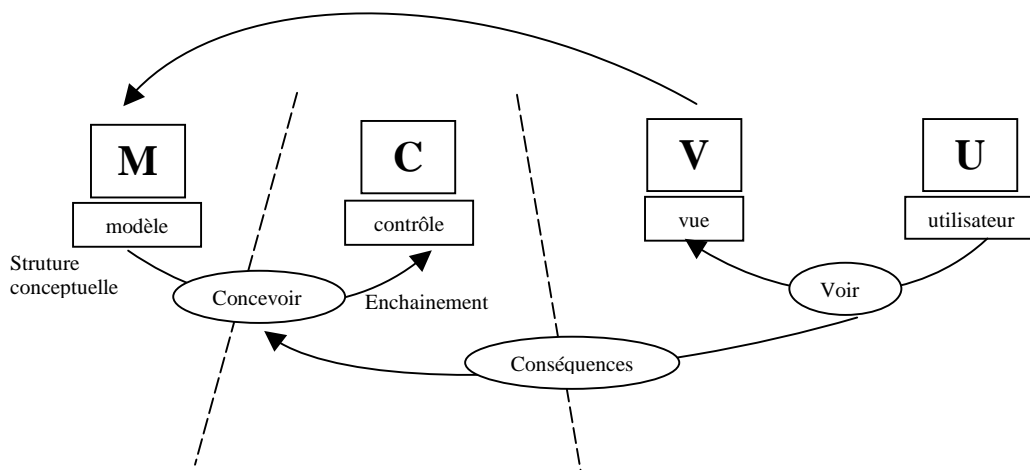 M
C
V
U
modèle
contrôle
vue
utilisateur
Struture
conceptuelle
Concevoir
Enchainement
Voir
Conséquences